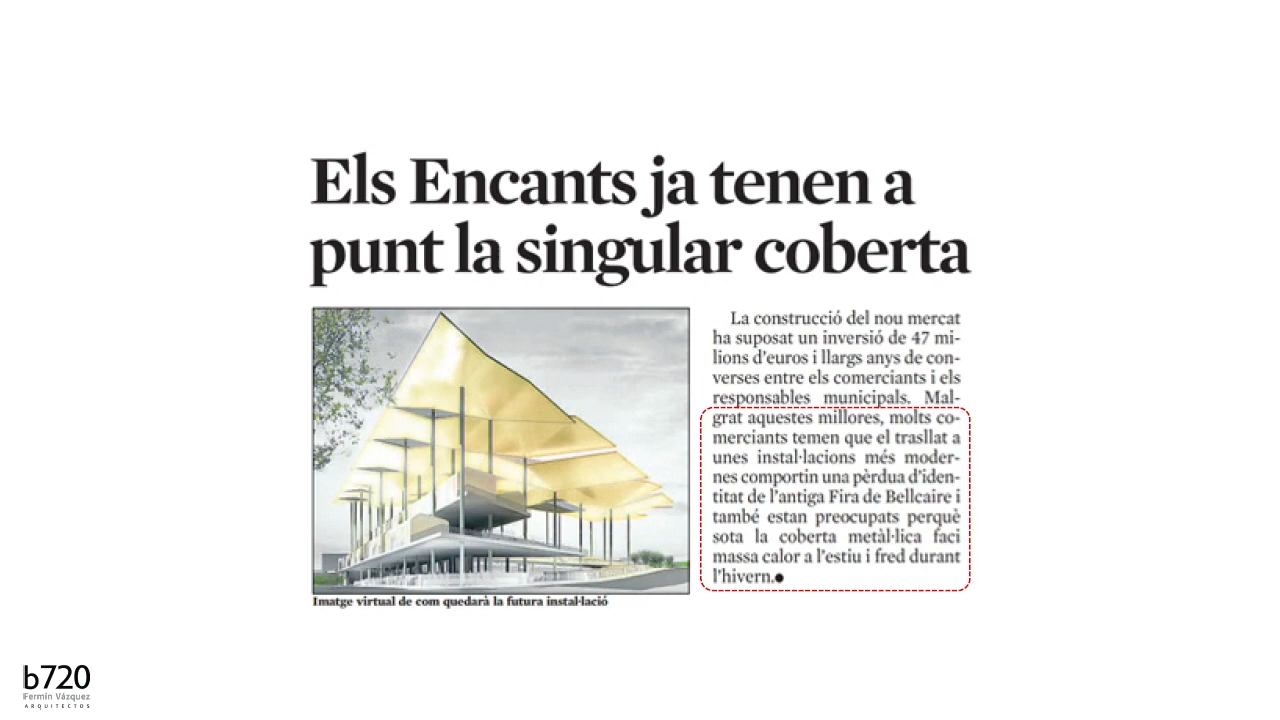 Els Encants ja tenen a
punt la singular coberta
La construcció del nou mercat
ha suposat un inversió de 47 mi-
lions d'euros i llargs anys de con-
verses entre els comerciants i els
responsables municipals. Mal-
grat aquestes millores, molts co-
merciants temen que el trasllat a
unes instal·lacions més moder-
nes comportin una pèrdua d'iden-
titat de l'antiga Fira de Bellcaire i
també estan preocupats perquè
sota la coberta metàl·lica faci
massa calor a l'estiu i fred durant
l'hivern.●
Imatge virtual de com quedarà la futura instal·lació
b720
Fermín Vázquez
ARQUITECTOS